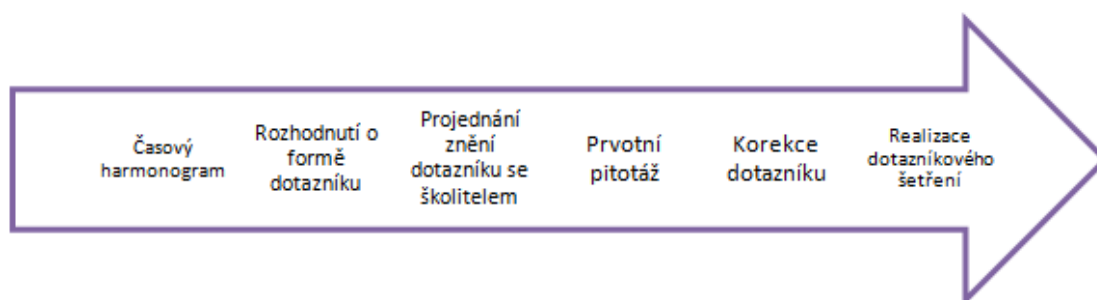 Časový
harmonogram
Rozhodnutí o
formě
dotazníku
Projednání
znění
dotazníku se
školitelem
Prvotní
pitotáž
Korekce
dotazníku
Realizace
dotazníkového
šetření